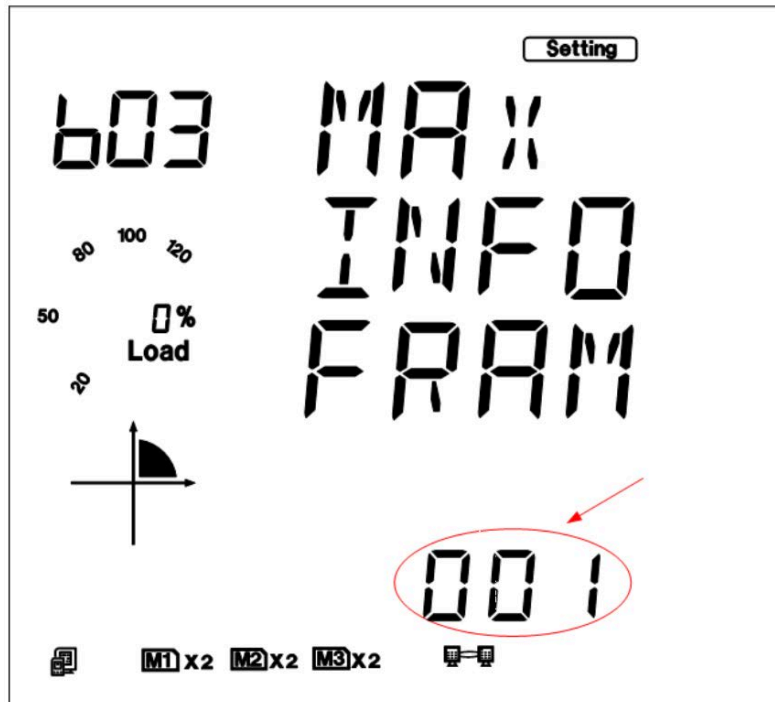 Setting
b03 MAX
INFO
FRAM
80 100 120
50 0%
Load
20
001
M1 X2 M2 X2 M3 X2